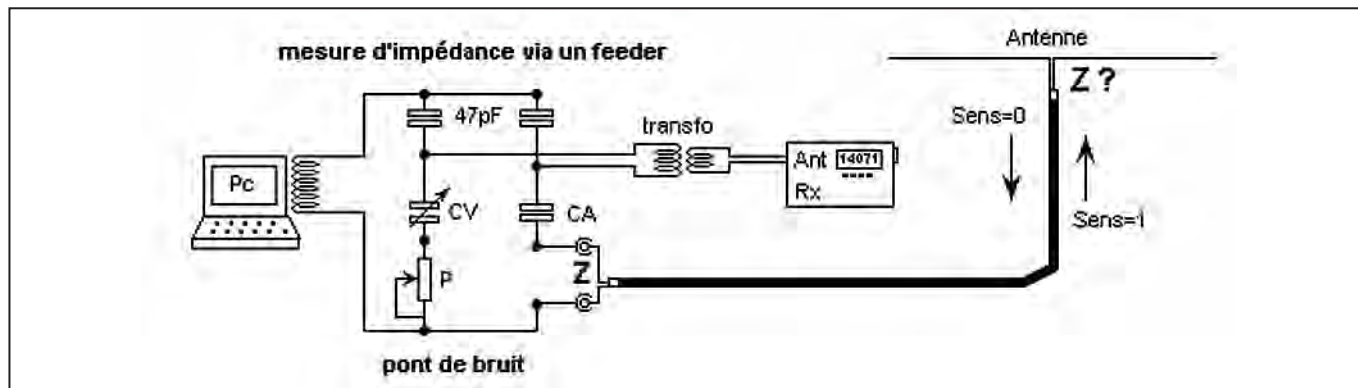 mesure d'impédance via un feeder
Antenne
Z ?
47pF
transfo
Sens=0
Pc
Ant 14071
Rx
CV
CA
Sens=1
Z
P
pont de bruit